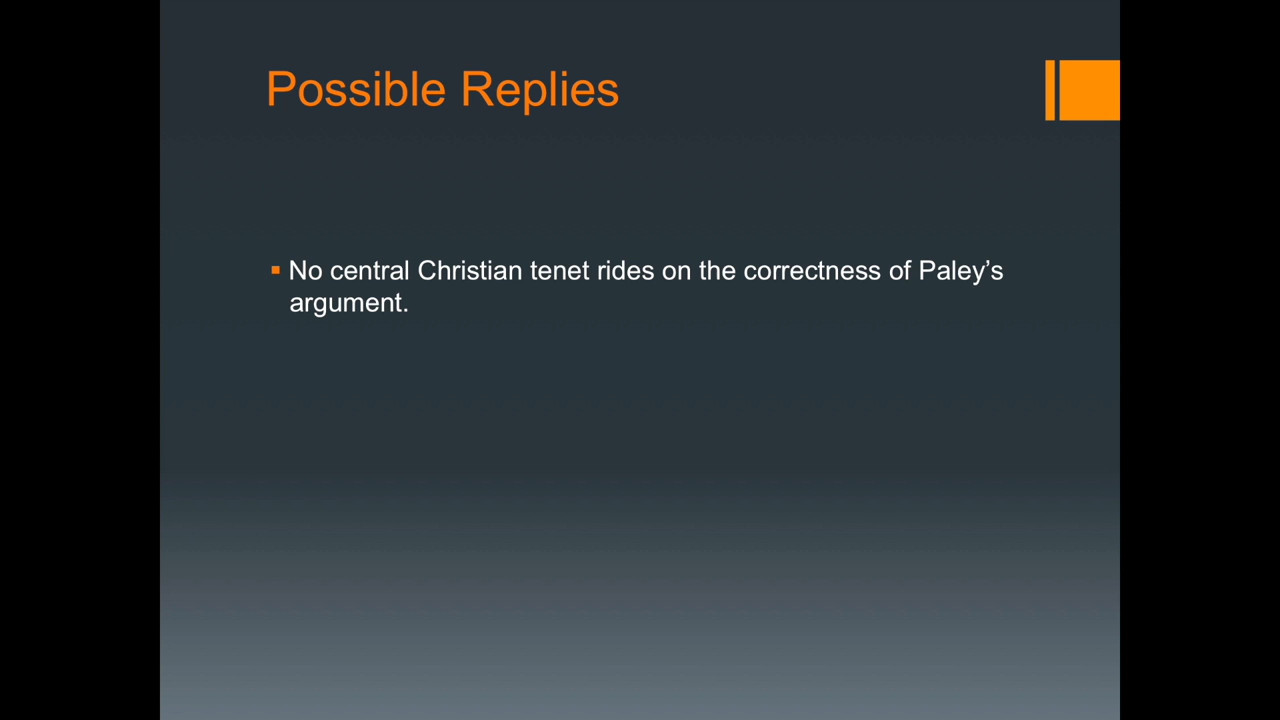 Possible Replies
No central Christian tenet rides on the correctness of Paley’s
argument.